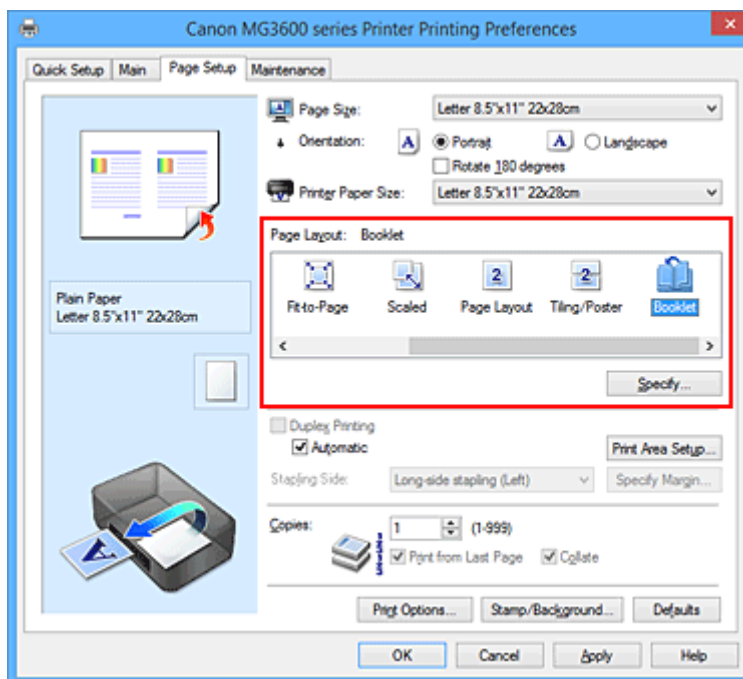 Canon MG3600 series Printer Printing Preferences
Quick Setup Main Page Setup Maintenance
Page Size: Letter 8.5"x11" 22x28cm
Orientation: A Portrait A Landscape
Rotate 180 degrees
Printer Paper Size: Letter 8.5"x11" 22x28cm
Page Layout: Booklet
Fit-to-Page Scaled Page Layout Tiling/Poster Booklet
Plain Paper
Letter 8.5"x11" 22x28cm
Specify...
Duplex Printing
Automatic Print Area Setup...
Stapling Side: Long-side stapling (Left) Specify Margin...
Copies: 1 (1-999)
Print from Last Page Collate
Print Options... Stamp/Background... Defaults
OK Cancel Apply Help